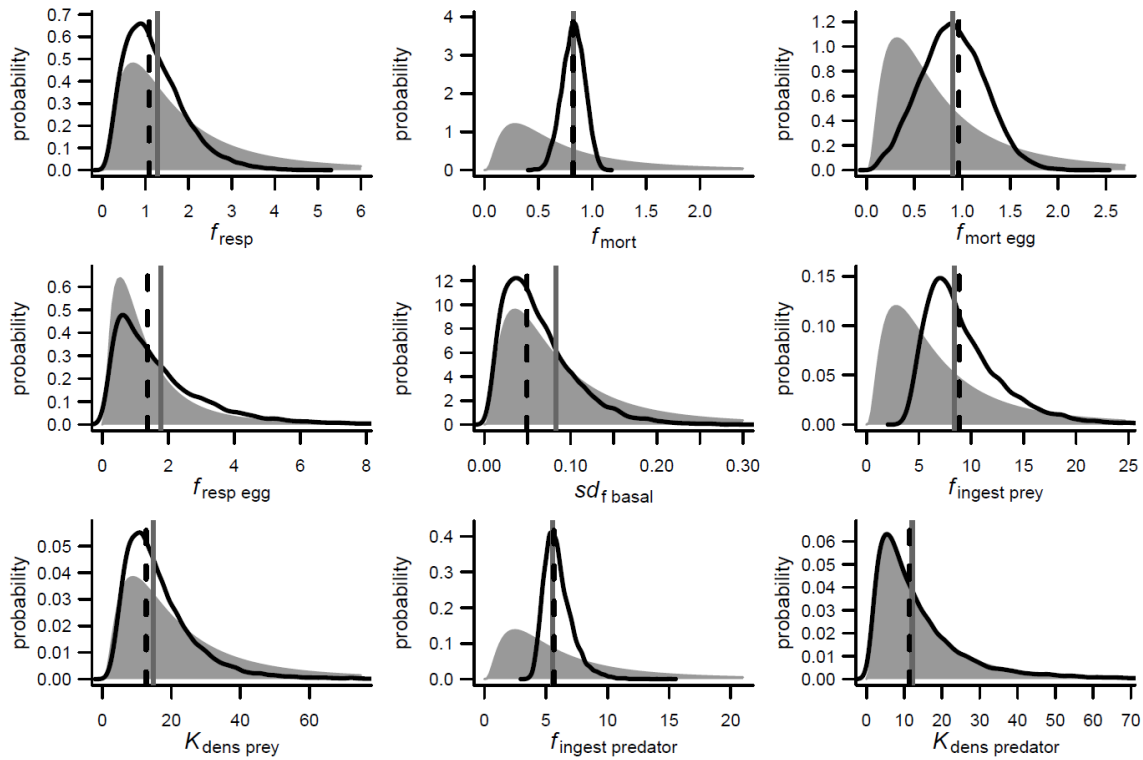 probability 0.7 0.6 0.5 0.4 0.3 0.2 0.1 0.0
0 1 2 3 4 5 6
f resp
probability 4 3 2 1 0
0.0 0.5 1.0 2.0
f mort
probability 1.2 1.0 0.8 0.6 0.4 0.2 0.0
0.0 0.5 1.0 1.5 2.0 2.5
f mort egg
probability 0.6 0.5 0.4 0.3 0.2 0.1 0.0
0 2 4 6 8
f resp egg
probability 12 10 8 6 4 2 0
0.00 0.10 0.20 0.30
sd f basal
probability 0.15 0.10 0.05 0.00
0 5 10 15 20 25
f ingest prey
probability 0.05 0.04 0.03 0.02 0.01 0.00
0 20 40 60
K dens prey
probability 0.4 0.3 0.2 0.1 0.0
0 5 10 15 20
f ingest predator
probability 0.06 0.05 0.04 0.03 0.02 0.01 0.00
0 10 20 30 40 50 60 70
K dens predator